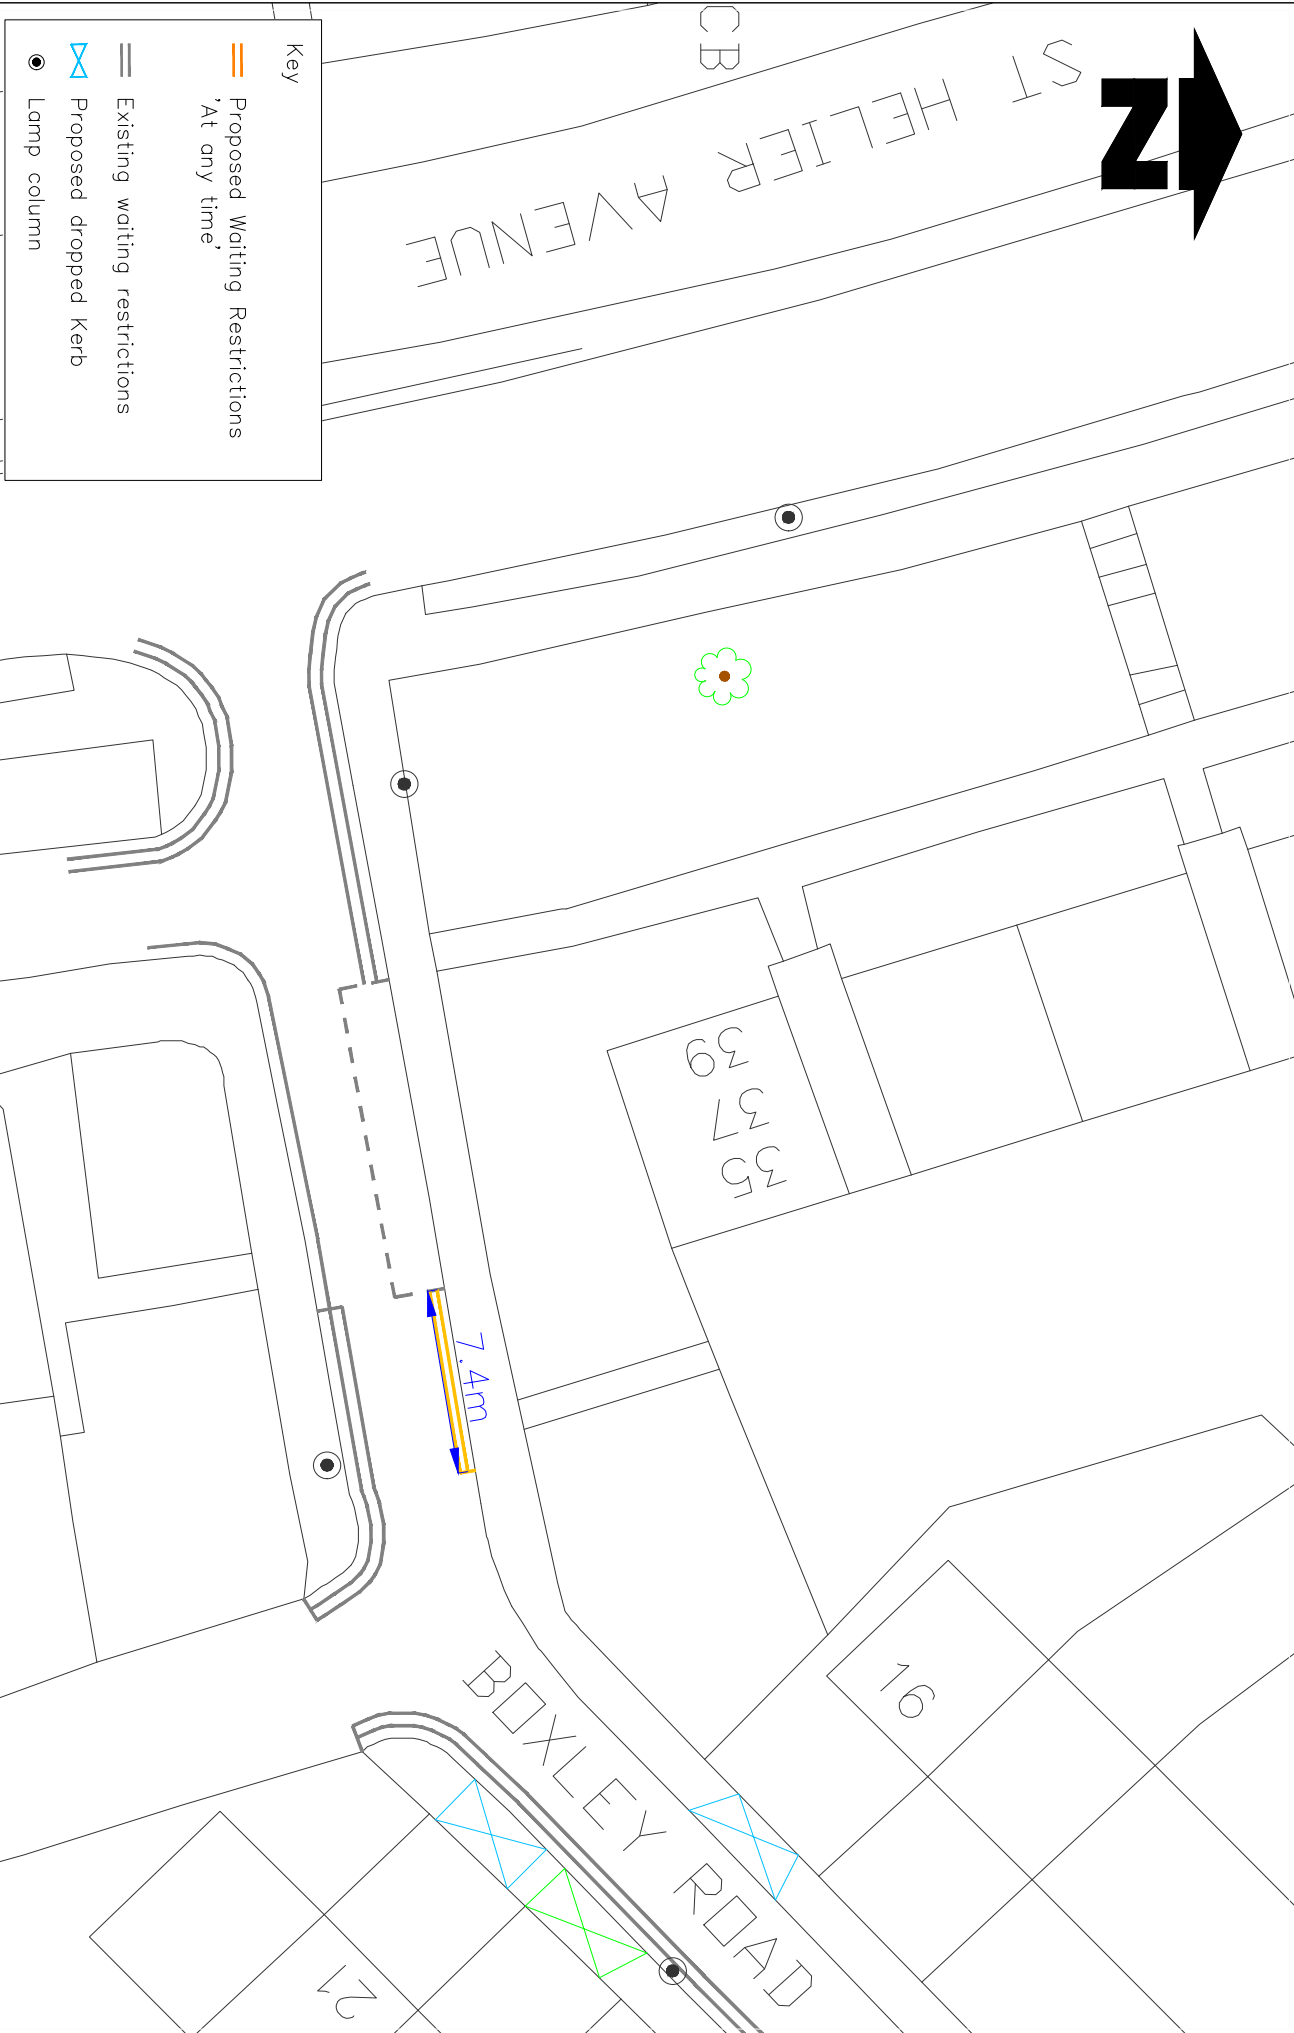 Key
Proposed Waiting Restrictions
'At any time'
Existing waiting restrictions
Proposed dropped Kerb
Lamp column
CB
ST HELIER AVENUE
N
39
37
35
7.4m
16
BOXLEY ROAD
21